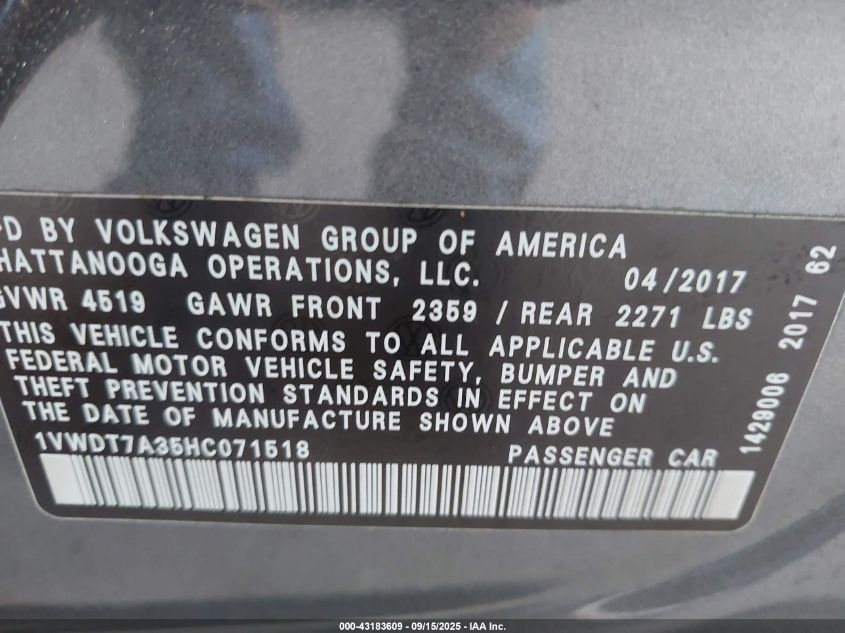 D BY VOLKSWAGEN GROUP OF AMERICA
HATTANOOGA OPERATIONS, LLC. 04/2017
GVWR 4519 GAWR FRONT 2359 / REAR 2271 LBS
THIS VEHICLE CONFORMS TO ALL APPLICABLE U.S.
FEDERAL MOTOR VEHICLE SAFETY, BUMPER AND
THEFT PREVENTION STANDARDS IN EFFECT ON
THE DATE OF MANUFACTURE SHOWN ABOVE
1VWDT7A35HC071518 PASSENGER CAR
1429006 2017 62
000-43183609 - 09/15/2025 - IAA Inc.